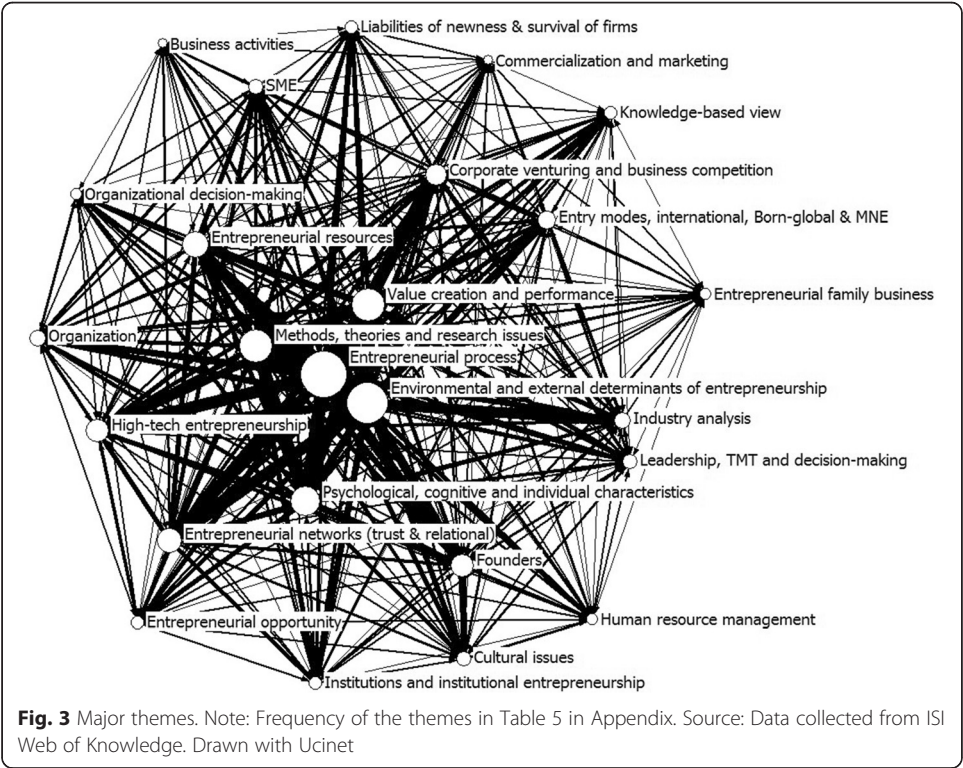 Liabilities of newness & survival of firms
Business activities
Commercialization and marketing
SME
Knowledge-based view
Corporate venturing and business competition
Organizational decision-making
Entry modes, international, Born-global & MNE
Entrepreneurial resources
Value creation and performance
Entrepreneurial family business
Organization
Methods, theories and research issues
Entrepreneurial process
Environmental and external determinants of entrepreneurship
Industry analysis
High-tech entrepreneurship
Leadership, TMT and decision-making
Psychological, cognitive and individual characteristics
Entrepreneurial networks (trust & relational)
Founders
Human resource management
Entrepreneurial opportunity
Cultural issues
Institutions and institutional entrepreneurship
Fig. 3 Major themes. Note: Frequency of the themes in Table 5 in Appendix. Source: Data collected from ISI
Web of Knowledge. Drawn with Ucinet